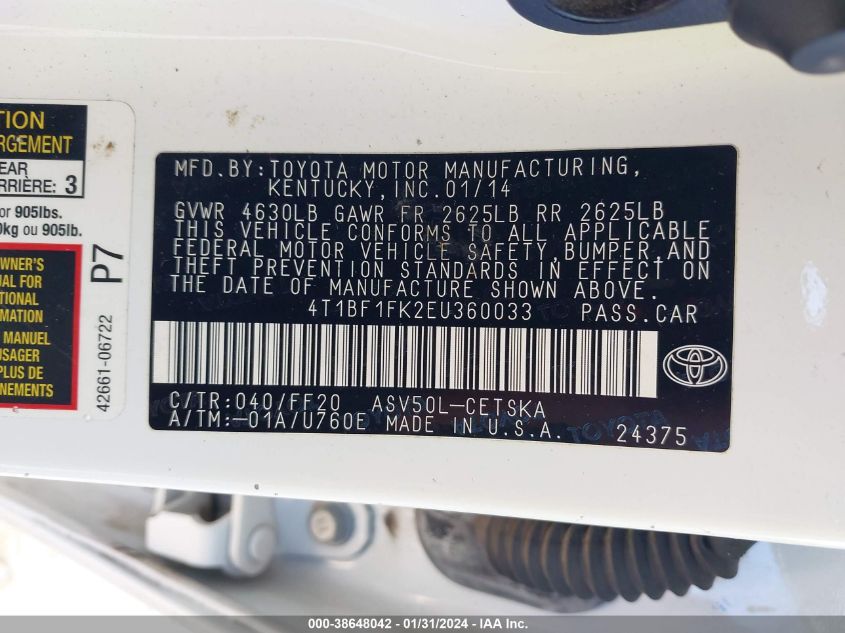 TION
RGEMENT
EAR
RRIÈRE: 3
or 905lbs.
0kg ou 905lb.
WNER'S
UAL FOR
TIONAL
MATION
MANUEL
USAGER
PLUS DE
NEMENTS
P7
42661-06722
MFD. BY: TOYOTA MOTOR MANUFACTURING,
KENTUCKY, INC. 01/14
GVWR 4630LB GAWR FR 2625LB RR 2625LB
THIS VEHICLE CONFORMS TO ALL APPLICABLE
FEDERAL MOTOR VEHICLE SAFETY, BUMPER, AND
THEFT PREVENTION STANDARDS IN EFFECT ON
THE DATE OF MANUFACTURE SHOWN ABOVE.
4T1BF1FK2EU360033 PASS. CAR
C/TR: 040/FF20 ASV50L-CETSKA
A/TM: -01A/U760E MADE IN U.S.A. 24375
000-38648042 / 01/31/2024 - IAA Inc.